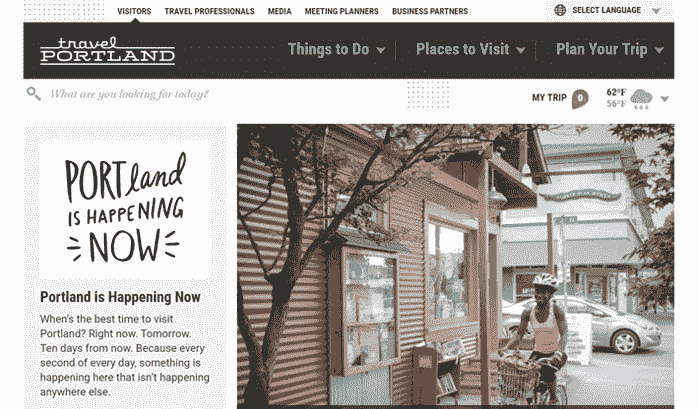 VISITORS TRAVEL PROFESSIONALS MEDIA MEETING PLANNERS BUSINESS PARTNERS SELECT LANGUAGE
travel
PORTLAND
Things to Do Places to Visit Plan Your Trip
What are you looking for today?
MY TRIP 0 62°F
56°F
PORTland
IS HAPPENING
NOW
Portland is Happening Now
When's the best time to visit
Portland? Right now. Tomorrow.
Ten days from now. Because every
second of every day, something is
happening here that isn't happening
anywhere else.